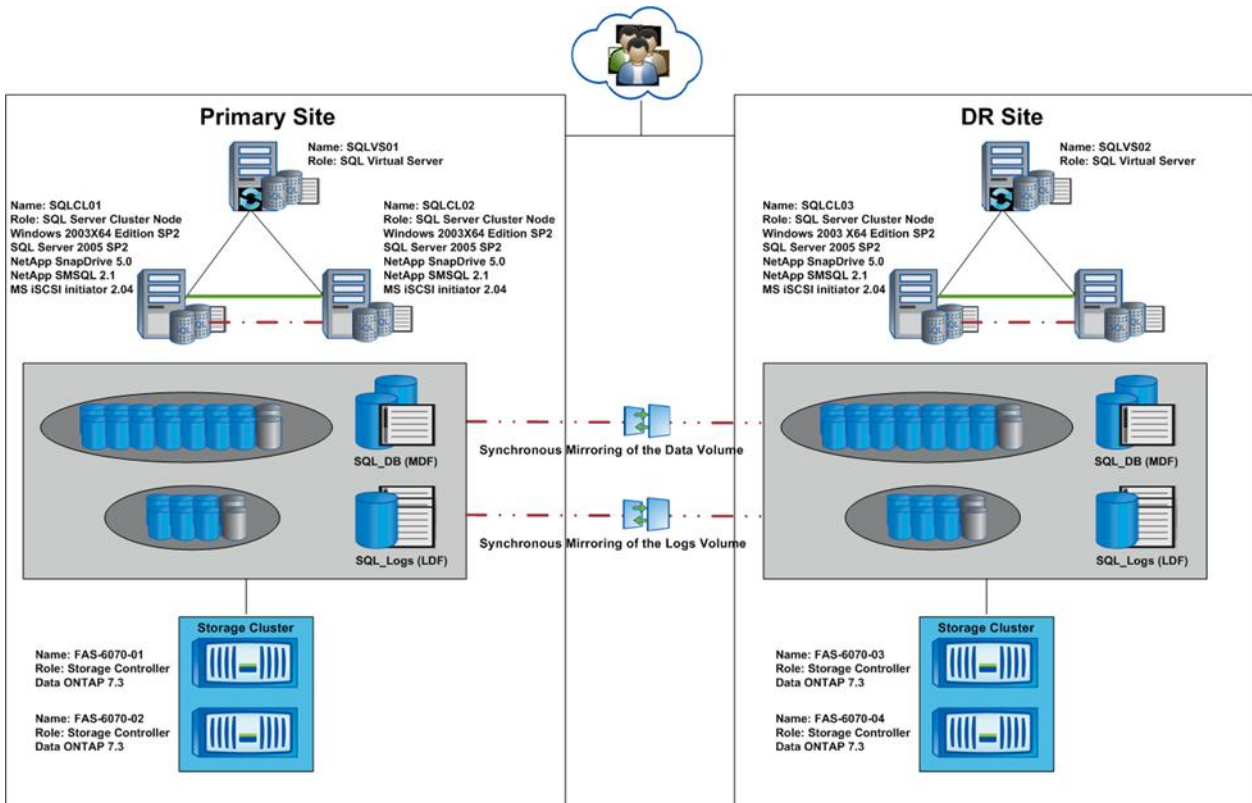 Primary Site
Name: SQLVS01
Role: SQL Virtual Server
Name: SQLCL01
Role: SQL Server Cluster Node
Windows 2003X64 Edition SP2
SQL Server 2005 SP2
NetApp SnapDrive 5.0
NetApp SMSQL 2.1
MS iSCSI initiator 2.04
Name: SQLCL02
Role: SQL Server Cluster Node
Windows 2003X64 Edition SP2
SQL Server 2005 SP2
NetApp SnapDrive 5.0
NetApp SMSQL 2.1
MS iSCSI initiator 2.04
SQL_DB (MDF)
SQL_Logs (LDF)
Storage Cluster
Name: FAS-6070-01
Role: Storage Controller
Data ONTAP 7.3
Name: FAS-6070-02
Role: Storage Controller
Data ONTAP 7.3
Synchronous Mirroring of the Data Volume
Synchronous Mirroring of the Logs Volume
DR Site
Name: SQLVS02
Role: SQL Virtual Server
Name: SQLCL03
Role: SQL Server Cluster Node
Windows 2003 X64 Edition SP2
SQL Server 2005 SP2
NetApp SnapDrive 5.0
NetApp SMSQL 2.1
MS iSCSI initiator 2.04
SQL_DB (MDF)
SQL_Logs (LDF)
Storage Cluster
Name: FAS-6070-03
Role: Storage Controller
Data ONTAP 7.3
Name: FAS-6070-04
Role: Storage Controller
Data ONTAP 7.3